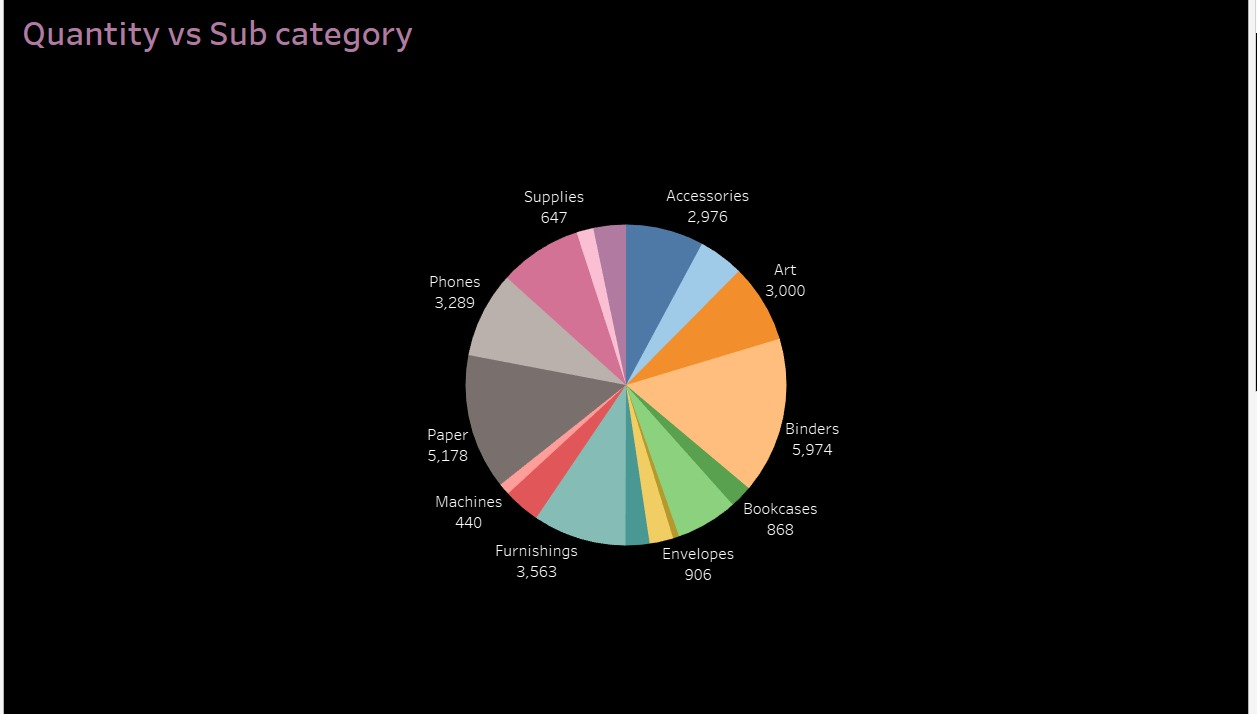 Quantity vs Sub category
Supplies
647
Accessories
2,976
Art
3,000
Phones
3,289
Binders
5,974
Paper
5,178
Machines
440
Bookcases
868
Furnishings
3,563
Envelopes
906